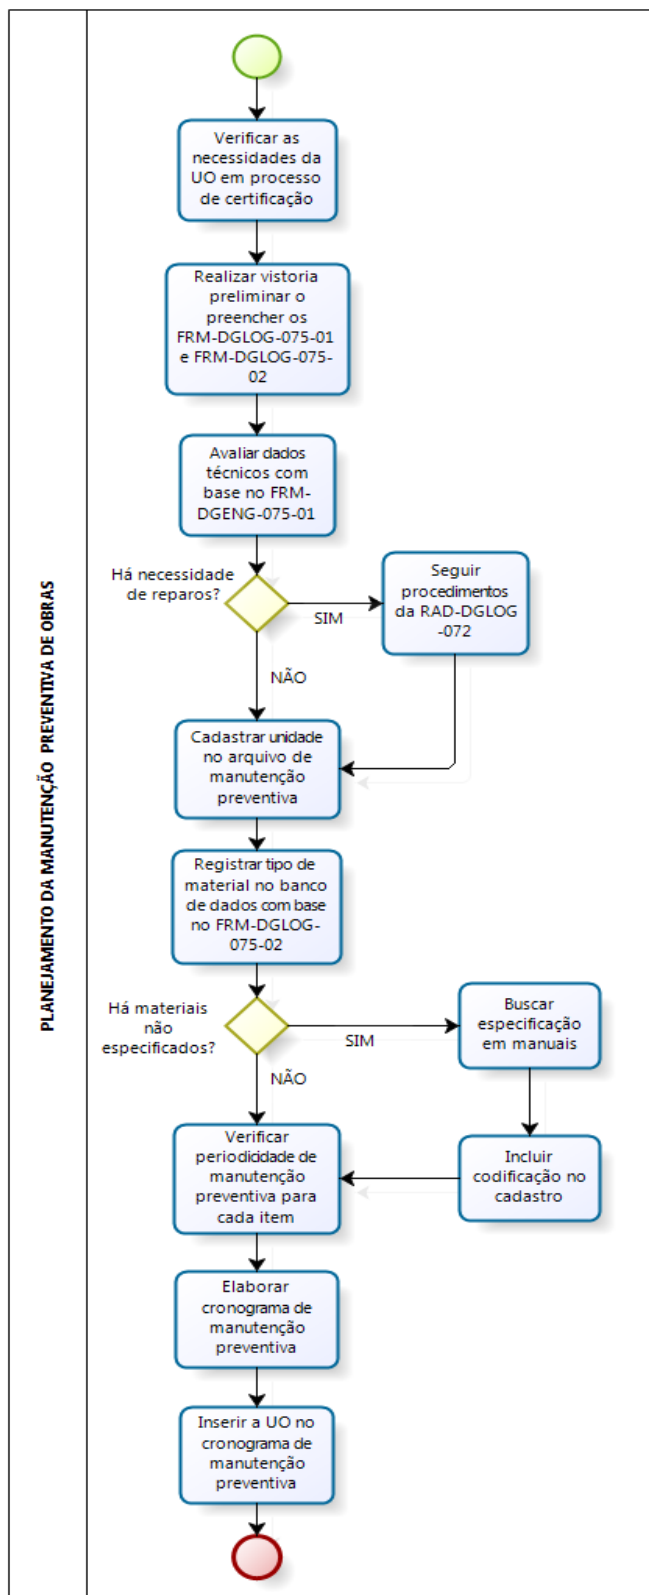 PLANEJAMENTO DA MANUTENÇÃO PREVENTIVA DE OBRAS
Verificar as
necessidades da
UO em processo
de certificação
Realizar vistoria
preliminar o
preencher os
FRM-DGLOG-075-01
e FRM-DGLOG-075-
02
Avaliar dados
técnicos com
base no FRM-
DGENG-075-01
Há necessidade
de reparos?
SIM
Seguir
procedimentos
da RAD-DGLOG
-072
NÃO
Cadastrar unidade
no arquivo de
manutenção
preventiva
Registrar tipo de
material no banco
de dados com base
no FRM-DGLOG-
075-02
Há materiais
não
especificados?
SIM
Buscar
especificação
em manuais
NÃO
Incluir
codificação no
cadastro
Verificar
periodicidade de
manutenção
preventiva para
cada item
Elaborar
cronograma de
manutenção
preventiva
Inserir a UO no
cronograma de
manutenção
preventiva